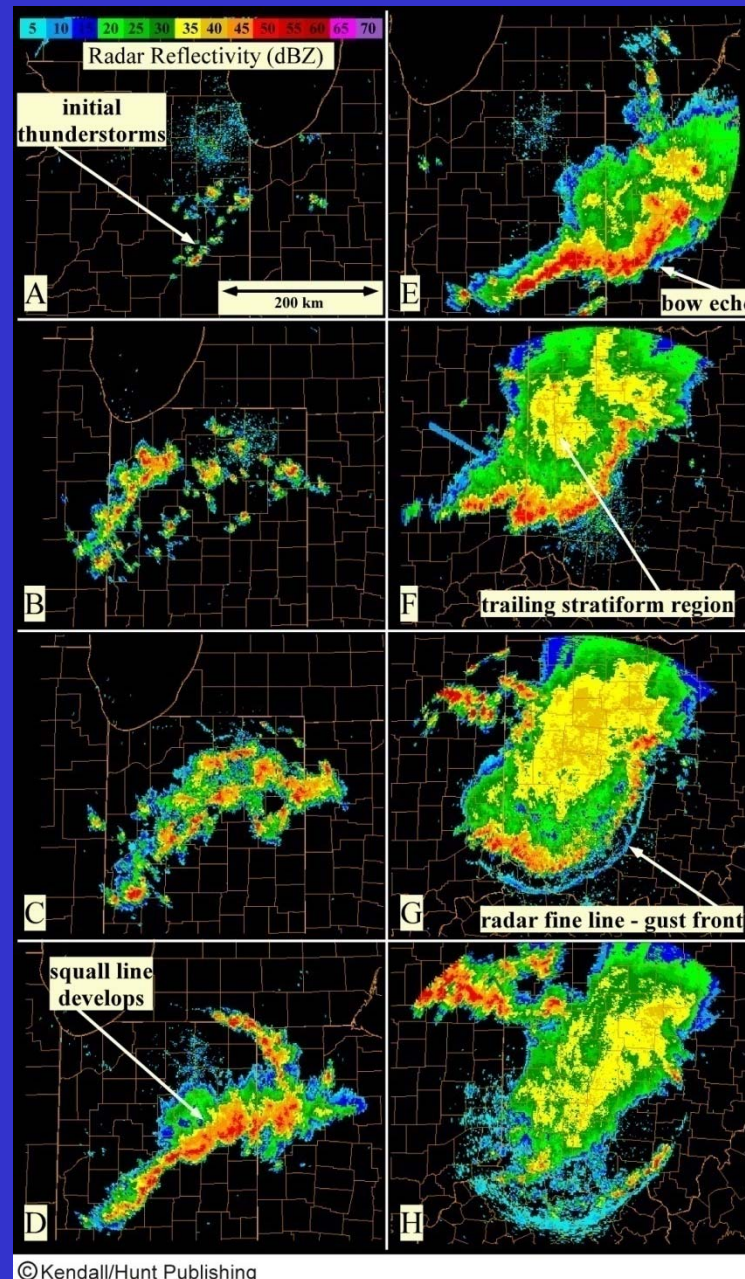 5 10 15 20 25 30 35 40 45 50 55 60 65 70
Radar Reflectivity (dBZ)
initial
thunderstorms
A
200 km
E
bow echo
B
F
trailing stratiform region
C
G
radar fine line - gust front
squall line
develops
D
H
©Kendall/Hunt Publishing